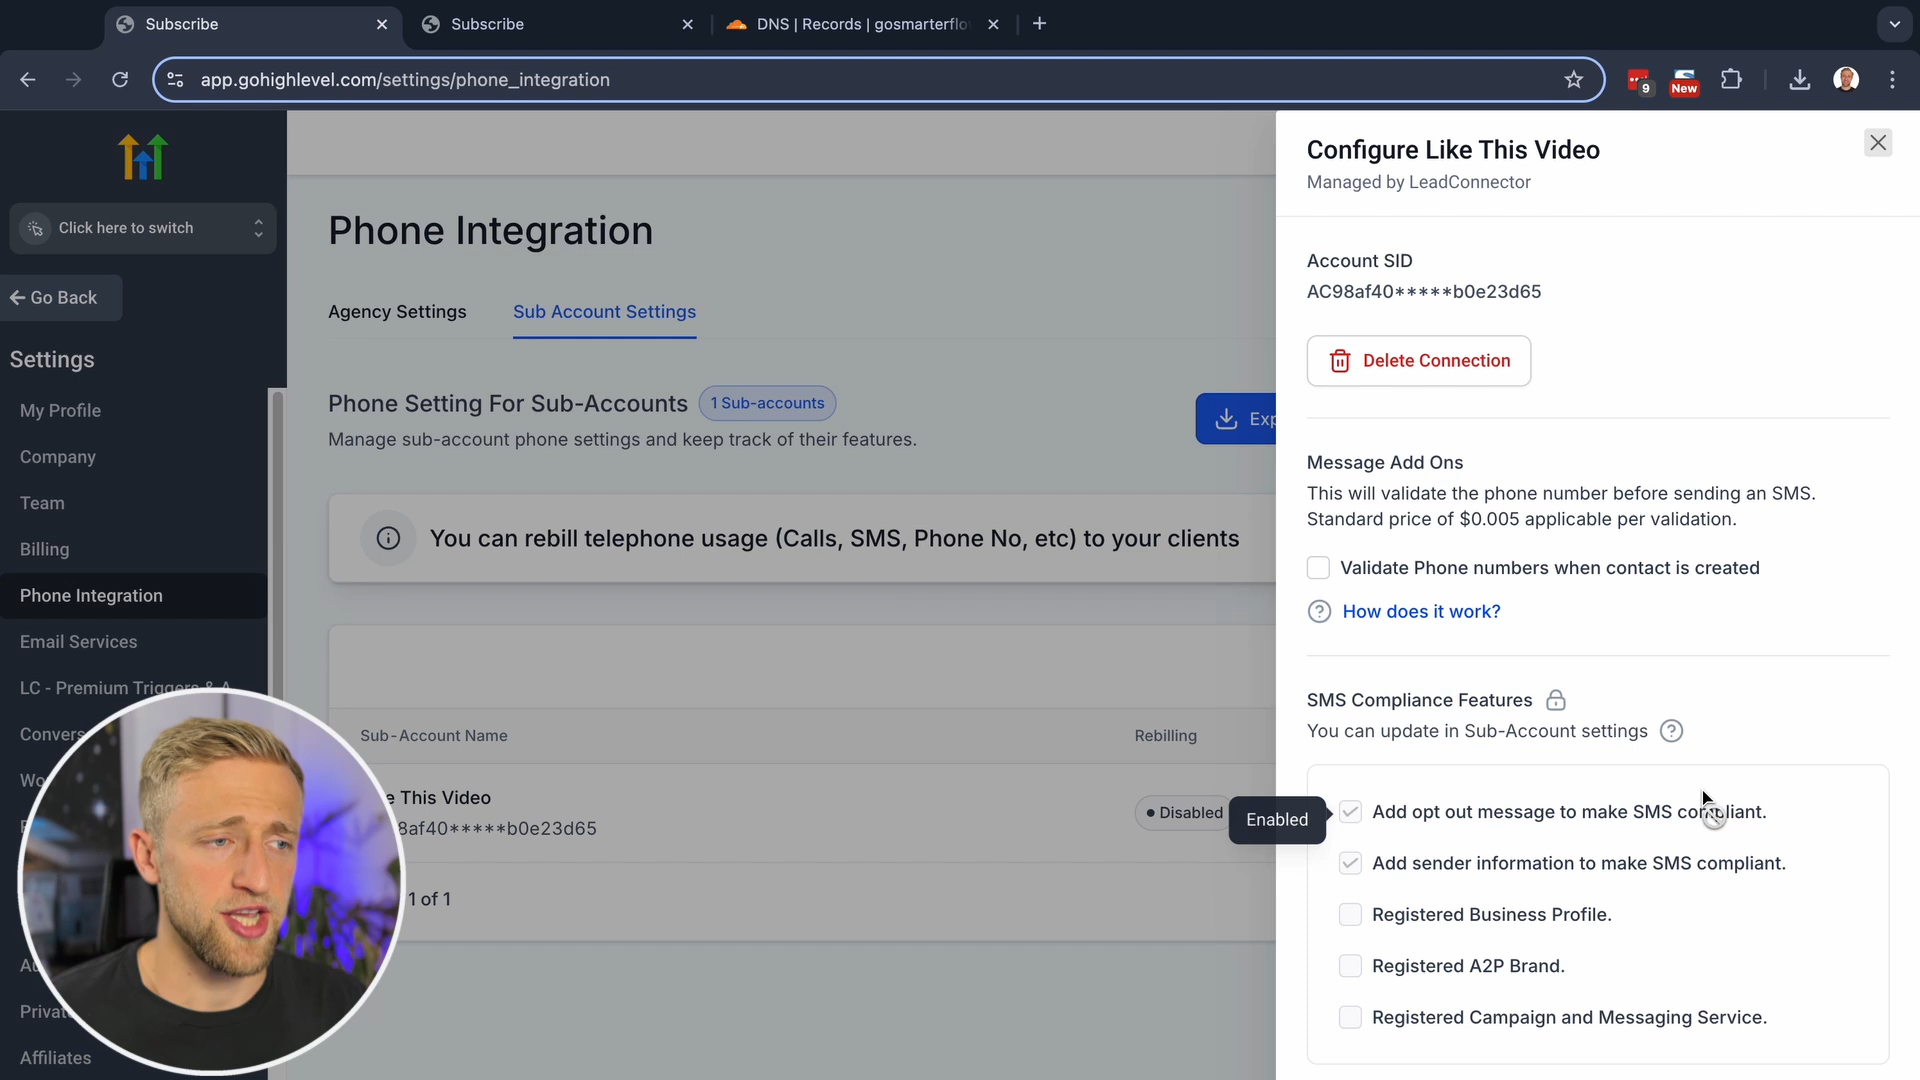 Subscribe
Subscribe
DNS | Records | gosmarterflo
app.gohighlevel.com/settings/phone_integration
9
New
Click here to switch
Go Back
Settings
My Profile
Company
Team
Billing
Phone Integration
Email Services
LC - Premium Triggers & A
Convers
Wo
Au
Private
Affiliates
Phone Integration
Agency Settings
Sub Account Settings
Phone Setting For Sub-Accounts
1 Sub-accounts
Manage sub-account phone settings and keep track of their features.
Exp
You can rebill telephone usage (Calls, SMS, Phone No, etc) to your clients
Sub-Account Name
Rebilling
e This Video
8af40*****b0e23d65
Disabled
1 of 1
Configure Like This Video
Managed by LeadConnector
Account SID
AC98af40*****b0e23d65
Delete Connection
Message Add Ons
This will validate the phone number before sending an SMS.
Standard price of $0.005 applicable per validation.
Validate Phone numbers when contact is created
How does it work?
SMS Compliance Features
You can update in Sub-Account settings
Enabled
Add opt out message to make SMS compliant.
Add sender information to make SMS compliant.
Registered Business Profile.
Registered A2P Brand.
Registered Campaign and Messaging Service.